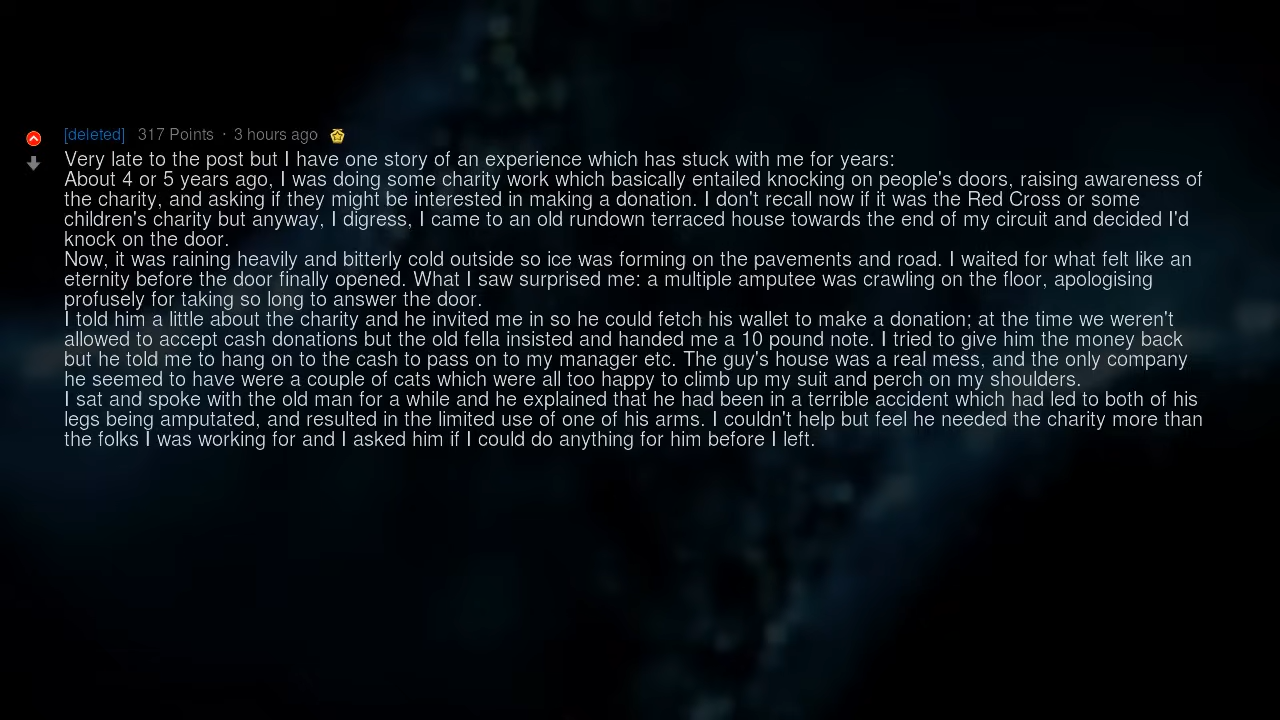 [deleted] 317 Points · 3 hours ago
Very late to the post but I have one story of an experience which has stuck with me for years:
About 4 or 5 years ago, I was doing some charity work which basically entailed knocking on people's doors, raising awareness of
the charity, and asking if they might be interested in making a donation. I don't recall now if it was the Red Cross or some
children's charity but anyway, I digress, I came to an old rundown terraced house towards the end of my circuit and decided I'd
knock on the door.
Now, it was raining heavily and bitterly cold outside so ice was forming on the pavements and road. I waited for what felt like an
eternity before the door finally opened. What I saw surprised me: a multiple amputee was crawling on the floor, apologising
profusely for taking so long to answer the door.
I told him a little about the charity and he invited me in so he could fetch his wallet to make a donation; at the time we weren't
allowed to accept cash donations but the old fella insisted and handed me a 10 pound note. I tried to give him the money back
but he told me to hang on to the cash to pass on to my manager etc. The guy's house was a real mess, and the only company
he seemed to have were a couple of cats which were all too happy to climb up my suit and perch on my shoulders.
I sat and spoke with the old man for a while and he explained that he had been in a terrible accident which had led to both of his
legs being amputated, and resulted in the limited use of one of his arms. I couldn't help but feel he needed the charity more than
the folks I was working for and I asked him if I could do anything for him before I left.